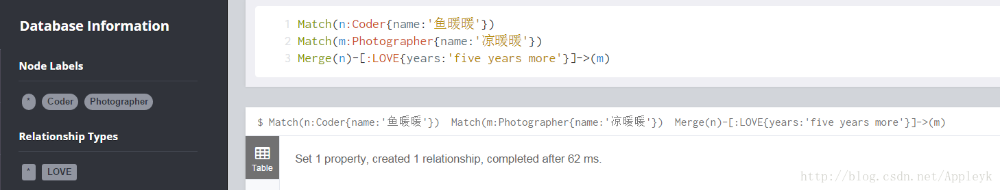 Database Information
Node Labels
* Coder Photographer
Relationship Types
* LOVE
1 Match(n:Coder{name:'鱼暖暖'})
2 Match(m:Photographer{name:'凉暖暖'})
3 Merge(n)-[:LOVE{years:'five years more'}]->(m)
$ Match(n:Coder{name:'鱼暖暖'}) Match(m:Photographer{name:'凉暖暖'}) Merge(n)-[:LOVE{years:'five years more'}]->(m)
Table
Set 1 property, created 1 relationship, completed after 62 ms.
http://blog.csdn.net/Appleyk